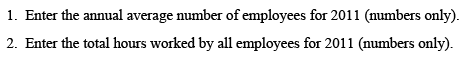 1. Enter the annual average number of employees for 2011 (numbers only).
2. Enter the total hours worked by all employees for 2011 (numbers only).